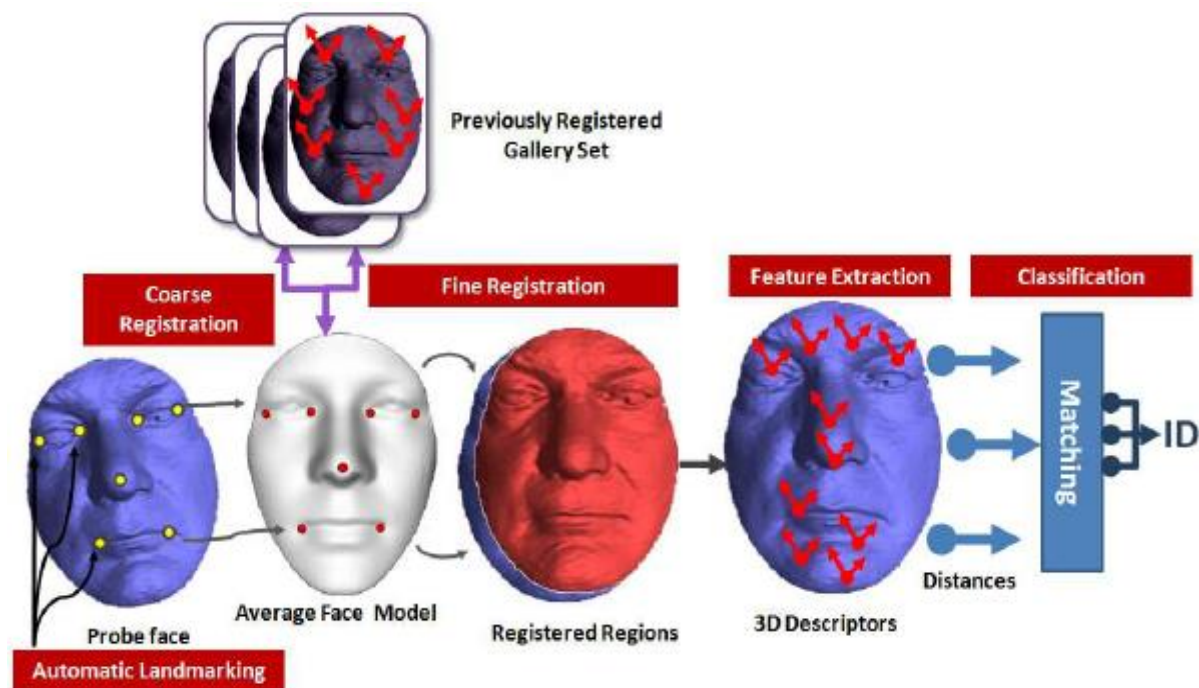 Previously Registered
Gallery Set
Coarse
Registration
Fine Registration
Feature Extraction
Classification
Matching
ID
Distances
Average Face Model
Probe face
Registered Regions
3D Descriptors
Automatic Landmarking